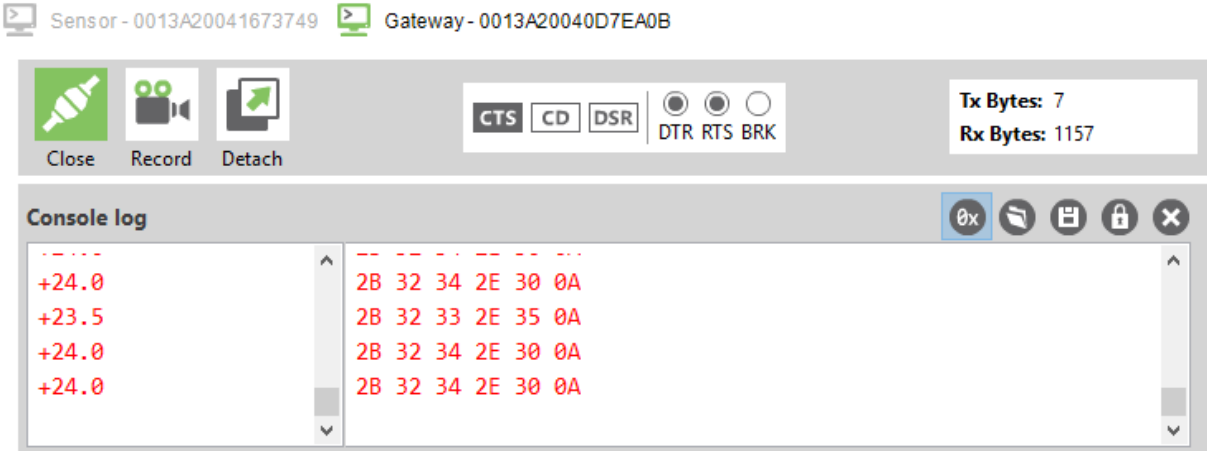 Sensor - 0013A20041673749 Gateway - 0013A20040D7EA0B
CTS CD DSR
DTR RTS BRK
Tx Bytes: 7
Rx Bytes: 1157
Close Record Detach
Console log
0x
+24.0 2B 32 34 2E 30 0A
+23.5 2B 32 33 2E 35 0A
+24.0 2B 32 34 2E 30 0A
+24.0 2B 32 34 2E 30 0A